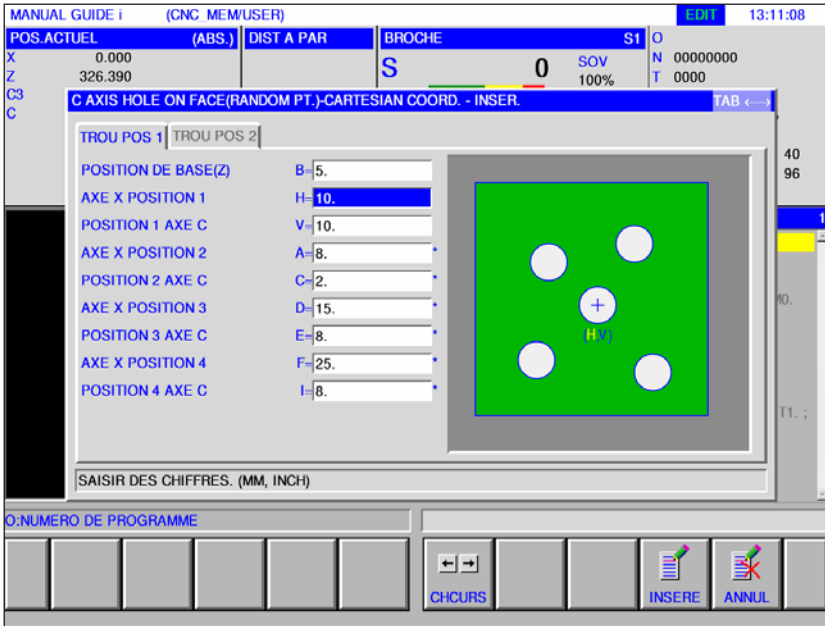 MANUAL GUIDE i (CNC_MEM/USER) EDIT 13:11:08
POS.ACTUEL (ABS.) DIST A PAR BROCHE S1 O
X 0.000 S 0 SOV N 00000000
Z 326.390 100% T 0000
C3
C
C AXIS HOLE ON FACE(RANDOM PT.)-CARTESIAN COORD. - INSER. TAB ←→
TROU POS 1 TROU POS 2
POSITION DE BASE(Z) B= 5.
AXE X POSITION 1 H= 10.
POSITION 1 AXE C V= 10.
AXE X POSITION 2 A= 8. *
POSITION 2 AXE C C= 2. *
AXE X POSITION 3 D= 15. *
POSITION 3 AXE C E= 8. *
AXE X POSITION 4 F= 25. *
POSITION 4 AXE C I= 8. *
(H,V)
40
96
1
M0.
T1. ;
SAISIR DES CHIFFRES. (MM, INCH)
O:NUMERO DE PROGRAMME
CHCURS INSERE ANNUL